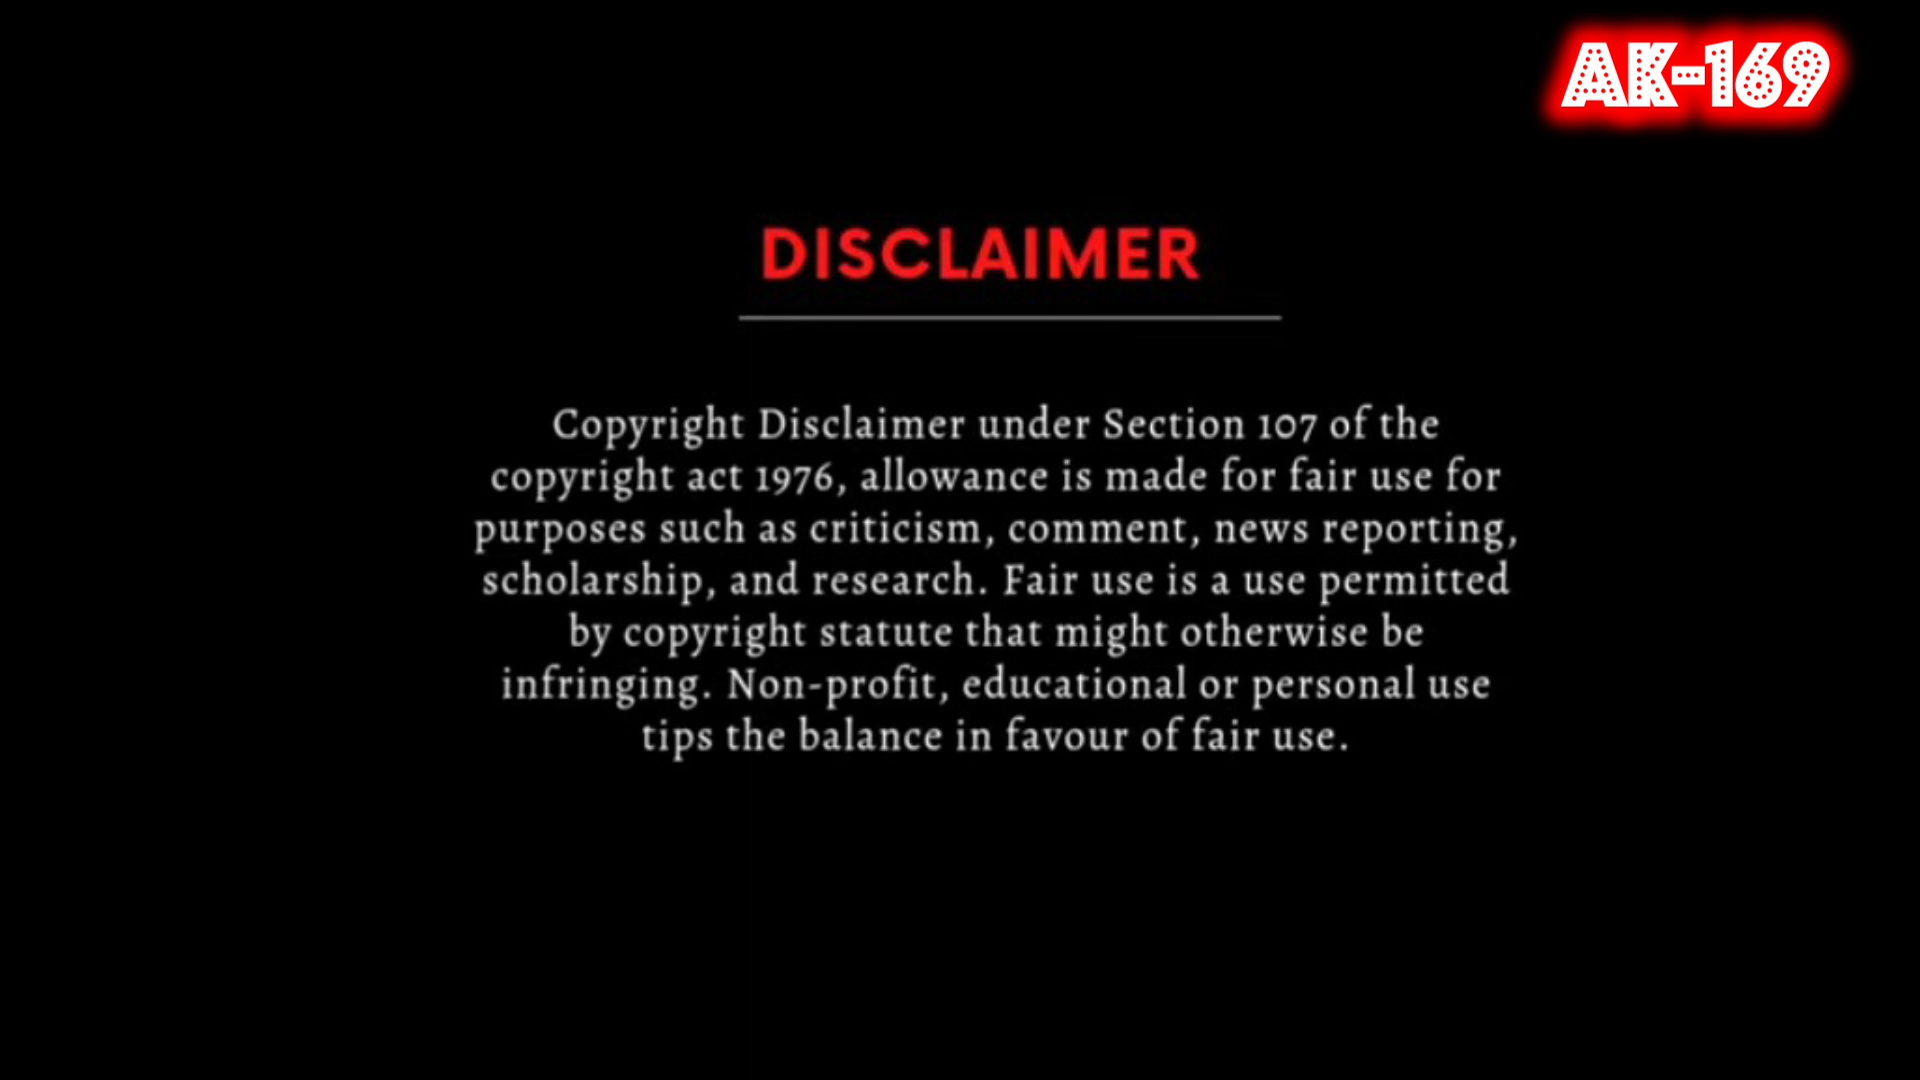 AK-169
DISCLAIMER
Copyright Disclaimer under Section 107 of the
copyright act 1976, allowance is made for fair use for
purposes such as criticism, comment, news reporting,
scholarship, and research. Fair use is a use permitted
by copyright statute that might otherwise be
infringing. Non-profit, educational or personal use
tips the balance in favour of fair use.